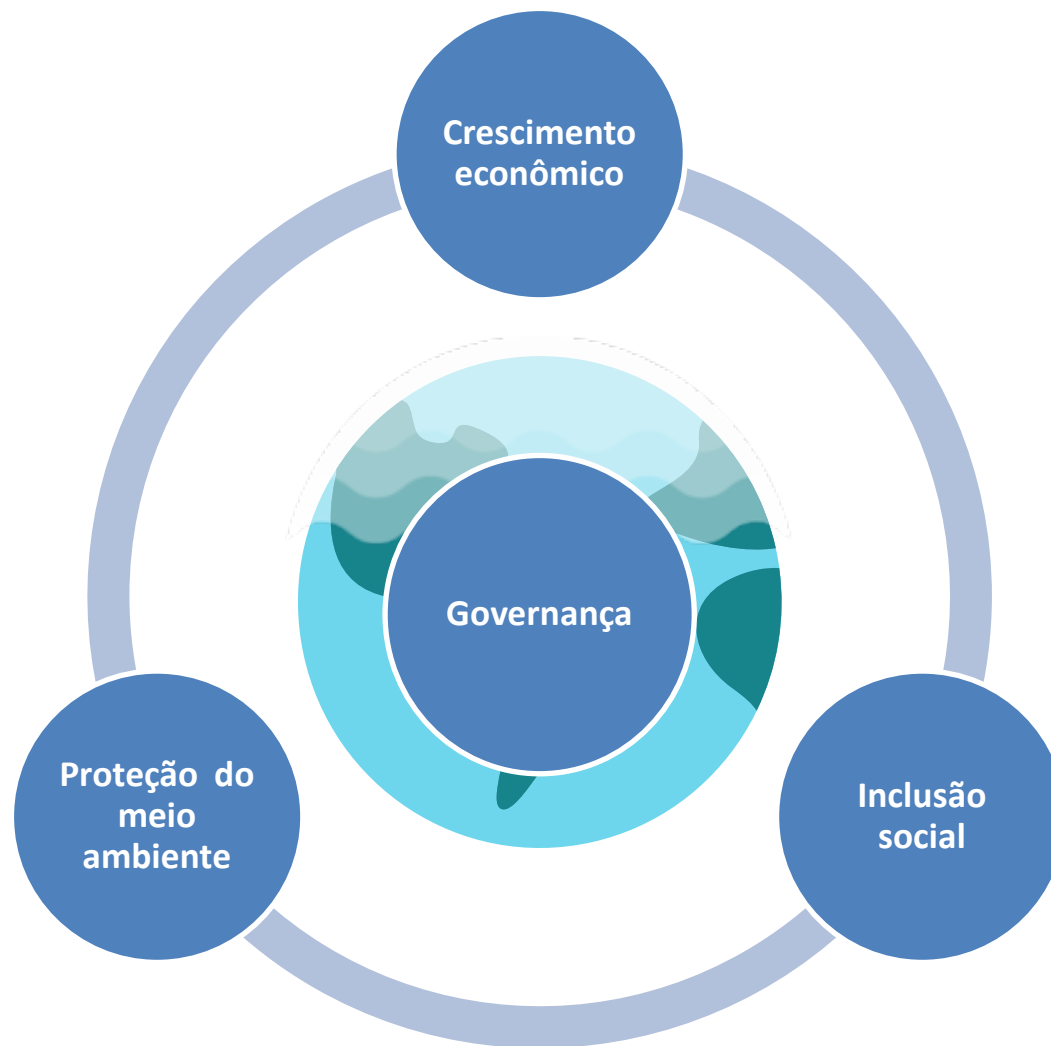 Crescimento
econômico
Governança
Proteção do
meio
ambiente
Inclusão
social